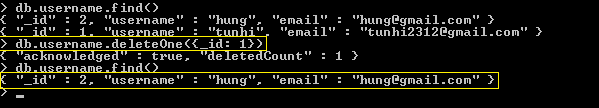 > db.username.find()
{ "_id" : 2, "username" : "hung", "email" : "hung@gmail.com" }
{ "_id" : 1, "username" : "tunhi", "email" : "tunhi2312@gmail.com" }
> db.username.deleteOne({_id: 1})
{ "acknowledged" : true, "deletedCount" : 1 }
> db.username.find()
{ "_id" : 2, "username" : "hung", "email" : "hung@gmail.com" }
> _